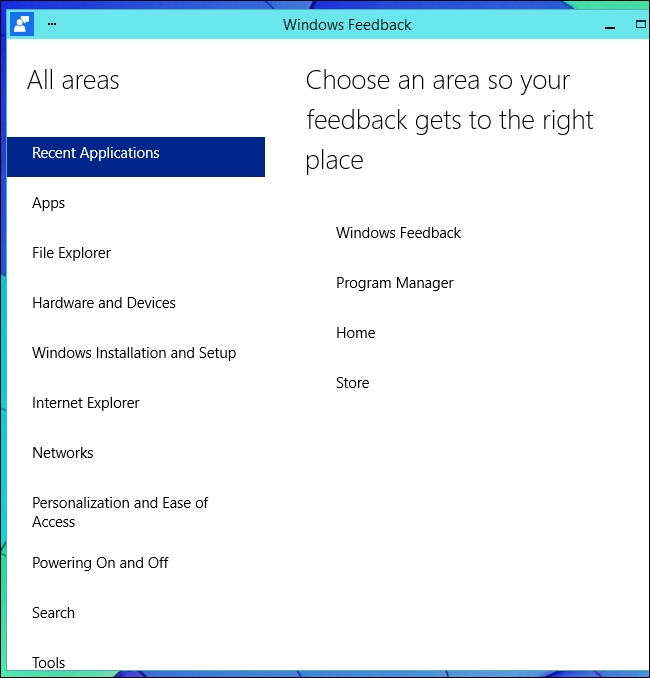 Windows Feedback
All areas
Recent Applications
Apps
File Explorer
Hardware and Devices
Windows Installation and Setup
Internet Explorer
Networks
Personalization and Ease of
Access
Powering On and Off
Search
Tools
Choose an area so your
feedback gets to the right
place
Windows Feedback
Program Manager
Home
Store